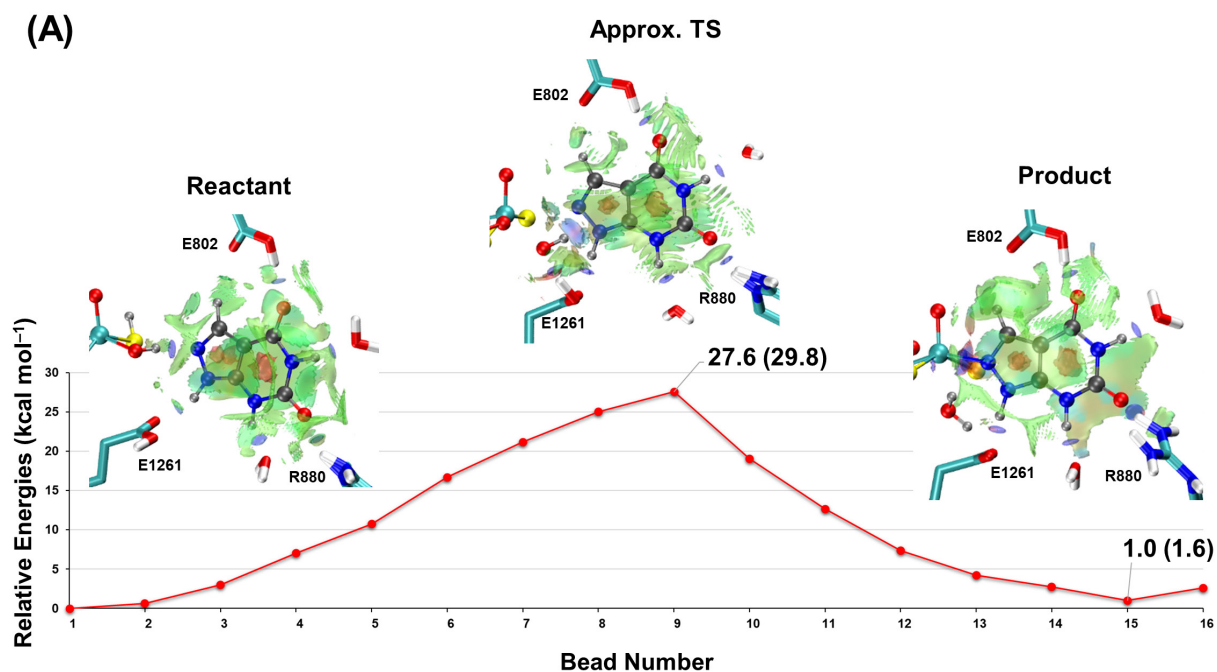 (A)
Approx. TS
E802
Reactant
Product
E802
E802
R880
E1261
27.6 (29.8)
E1261
R880
E1261
R880
1.0 (1.6)
Relative Energies (kcal mol⁻¹)
30
25
20
15
10
5
0
1 2 3 4 5 6 7 8 9 10 11 12 13 14 15 16
Bead Number